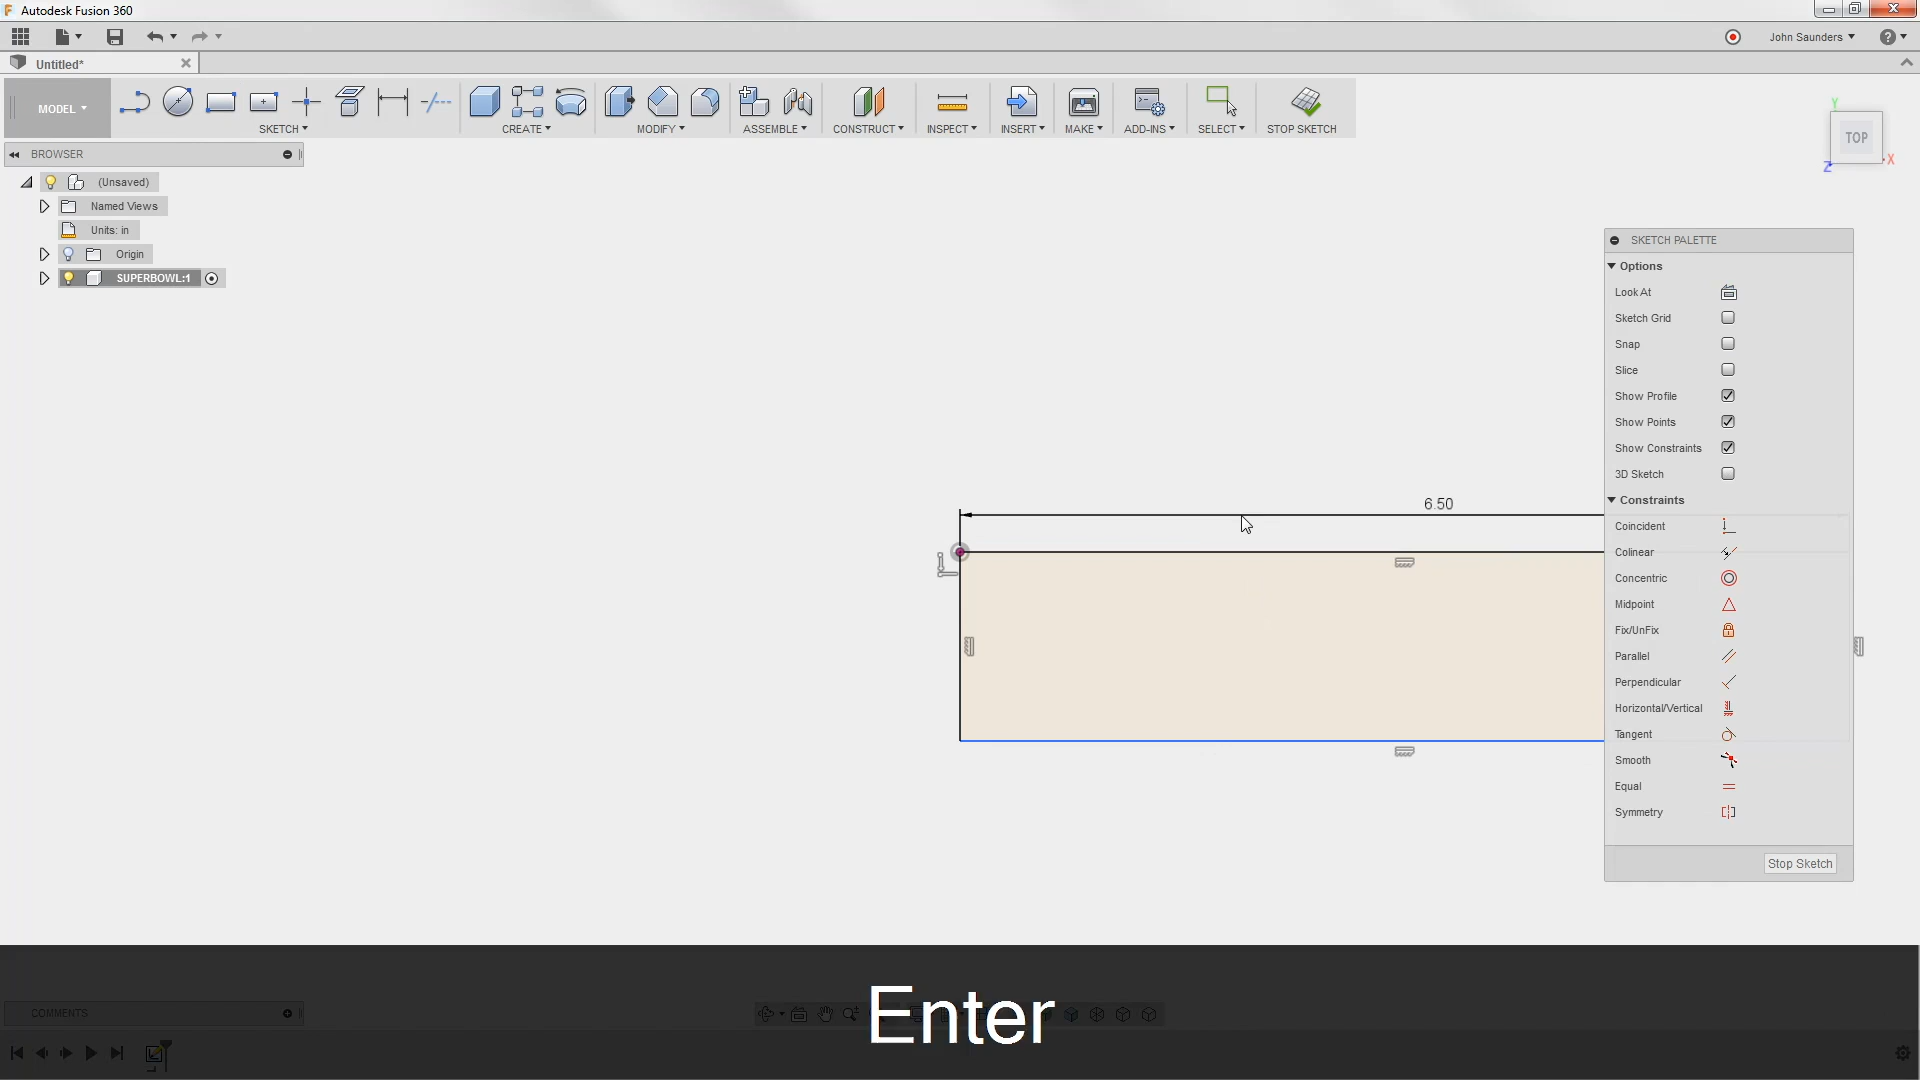 Autodesk Fusion 360
John Saunders
Untitled*
MODEL
SKETCH
CREATE
MODIFY
ASSEMBLE
CONSTRUCT
INSPECT
INSERT
MAKE
ADD-INS
SELECT
STOP SKETCH
Y
TOP
X
Z
BROWSER
(Unsaved)
Named Views
Units: in
Origin
SUPERBOWL:1
SKETCH PALETTE
Options
Look At
Sketch Grid
Snap
Slice
Show Profile
Show Points
Show Constraints
3D Sketch
Constraints
Coincident
Colinear
Concentric
Midpoint
Fix/UnFix
Parallel
Perpendicular
Horizontal/Vertical
Tangent
Smooth
Equal
Symmetry
Stop Sketch
6.50
Enter
COMMENTS